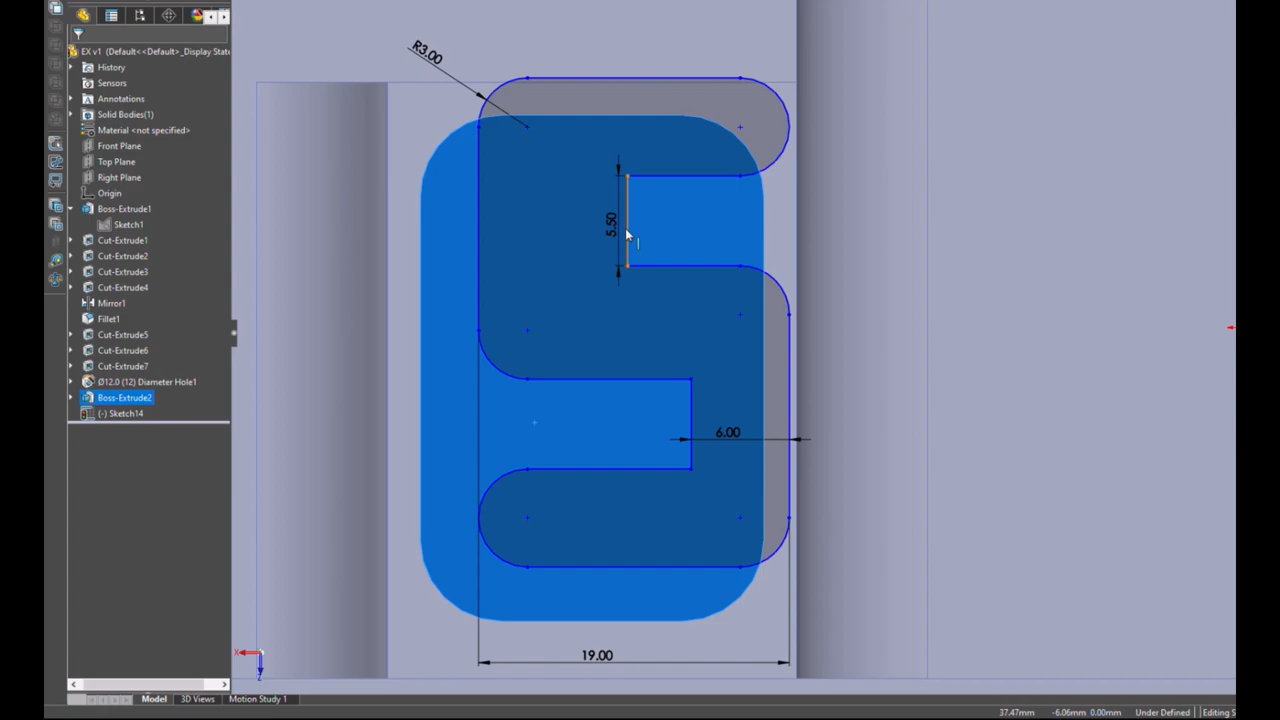 EX v1 (Default<<Default>_Display State
History
Sensors
Annotations
Solid Bodies(1)
Material <not specified>
Front Plane
Top Plane
Right Plane
Origin
Boss-Extrude1
Sketch1
Cut-Extrude1
Cut-Extrude2
Cut-Extrude3
Cut-Extrude4
Mirror1
Fillet1
Cut-Extrude5
Cut-Extrude6
Cut-Extrude7
Ø12.0 (12) Diameter Hole1
Boss-Extrude2
(-) Sketch14
R3.00
5.50
6.00
19.00
X
Z
Model
3D Views
Motion Study 1
37.47mm
-6.06mm 0.00mm
Under Defined
Editing S